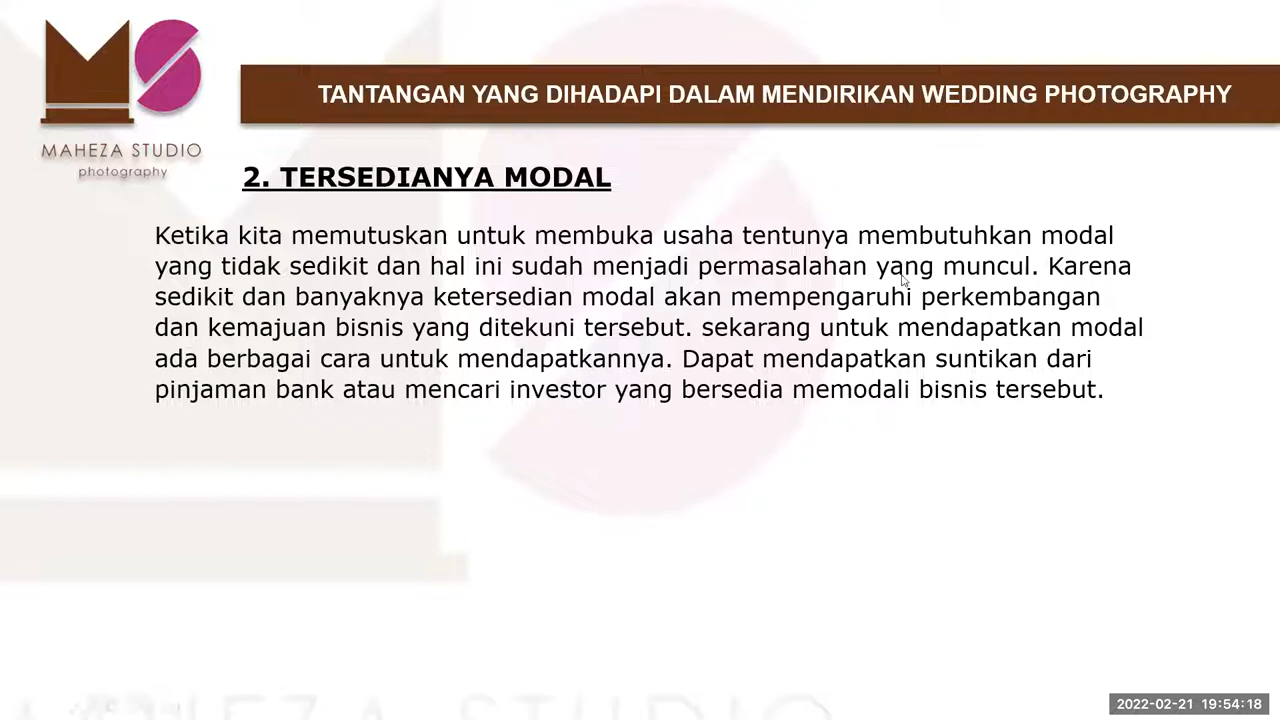 MAHEZA STUDIO
photography
TANTANGAN YANG DIHADAPI DALAM MENDIRIKAN WEDDING PHOTOGRAPHY
2. TERSEDIANYA MODAL
Ketika kita memutuskan untuk membuka usaha tentunya membutuhkan modal
yang tidak sedikit dan hal ini sudah menjadi permasalahan yang muncul. Karena
sedikit dan banyaknya ketersedian modal akan mempengaruhi perkembangan
dan kemajuan bisnis yang ditekuni tersebut. sekarang untuk mendapatkan modal
ada berbagai cara untuk mendapatkannya. Dapat mendapatkan suntikan dari
pinjaman bank atau mencari investor yang bersedia memodali bisnis tersebut.
MAHEZA STUDIO
2022-02-21 19:54:18